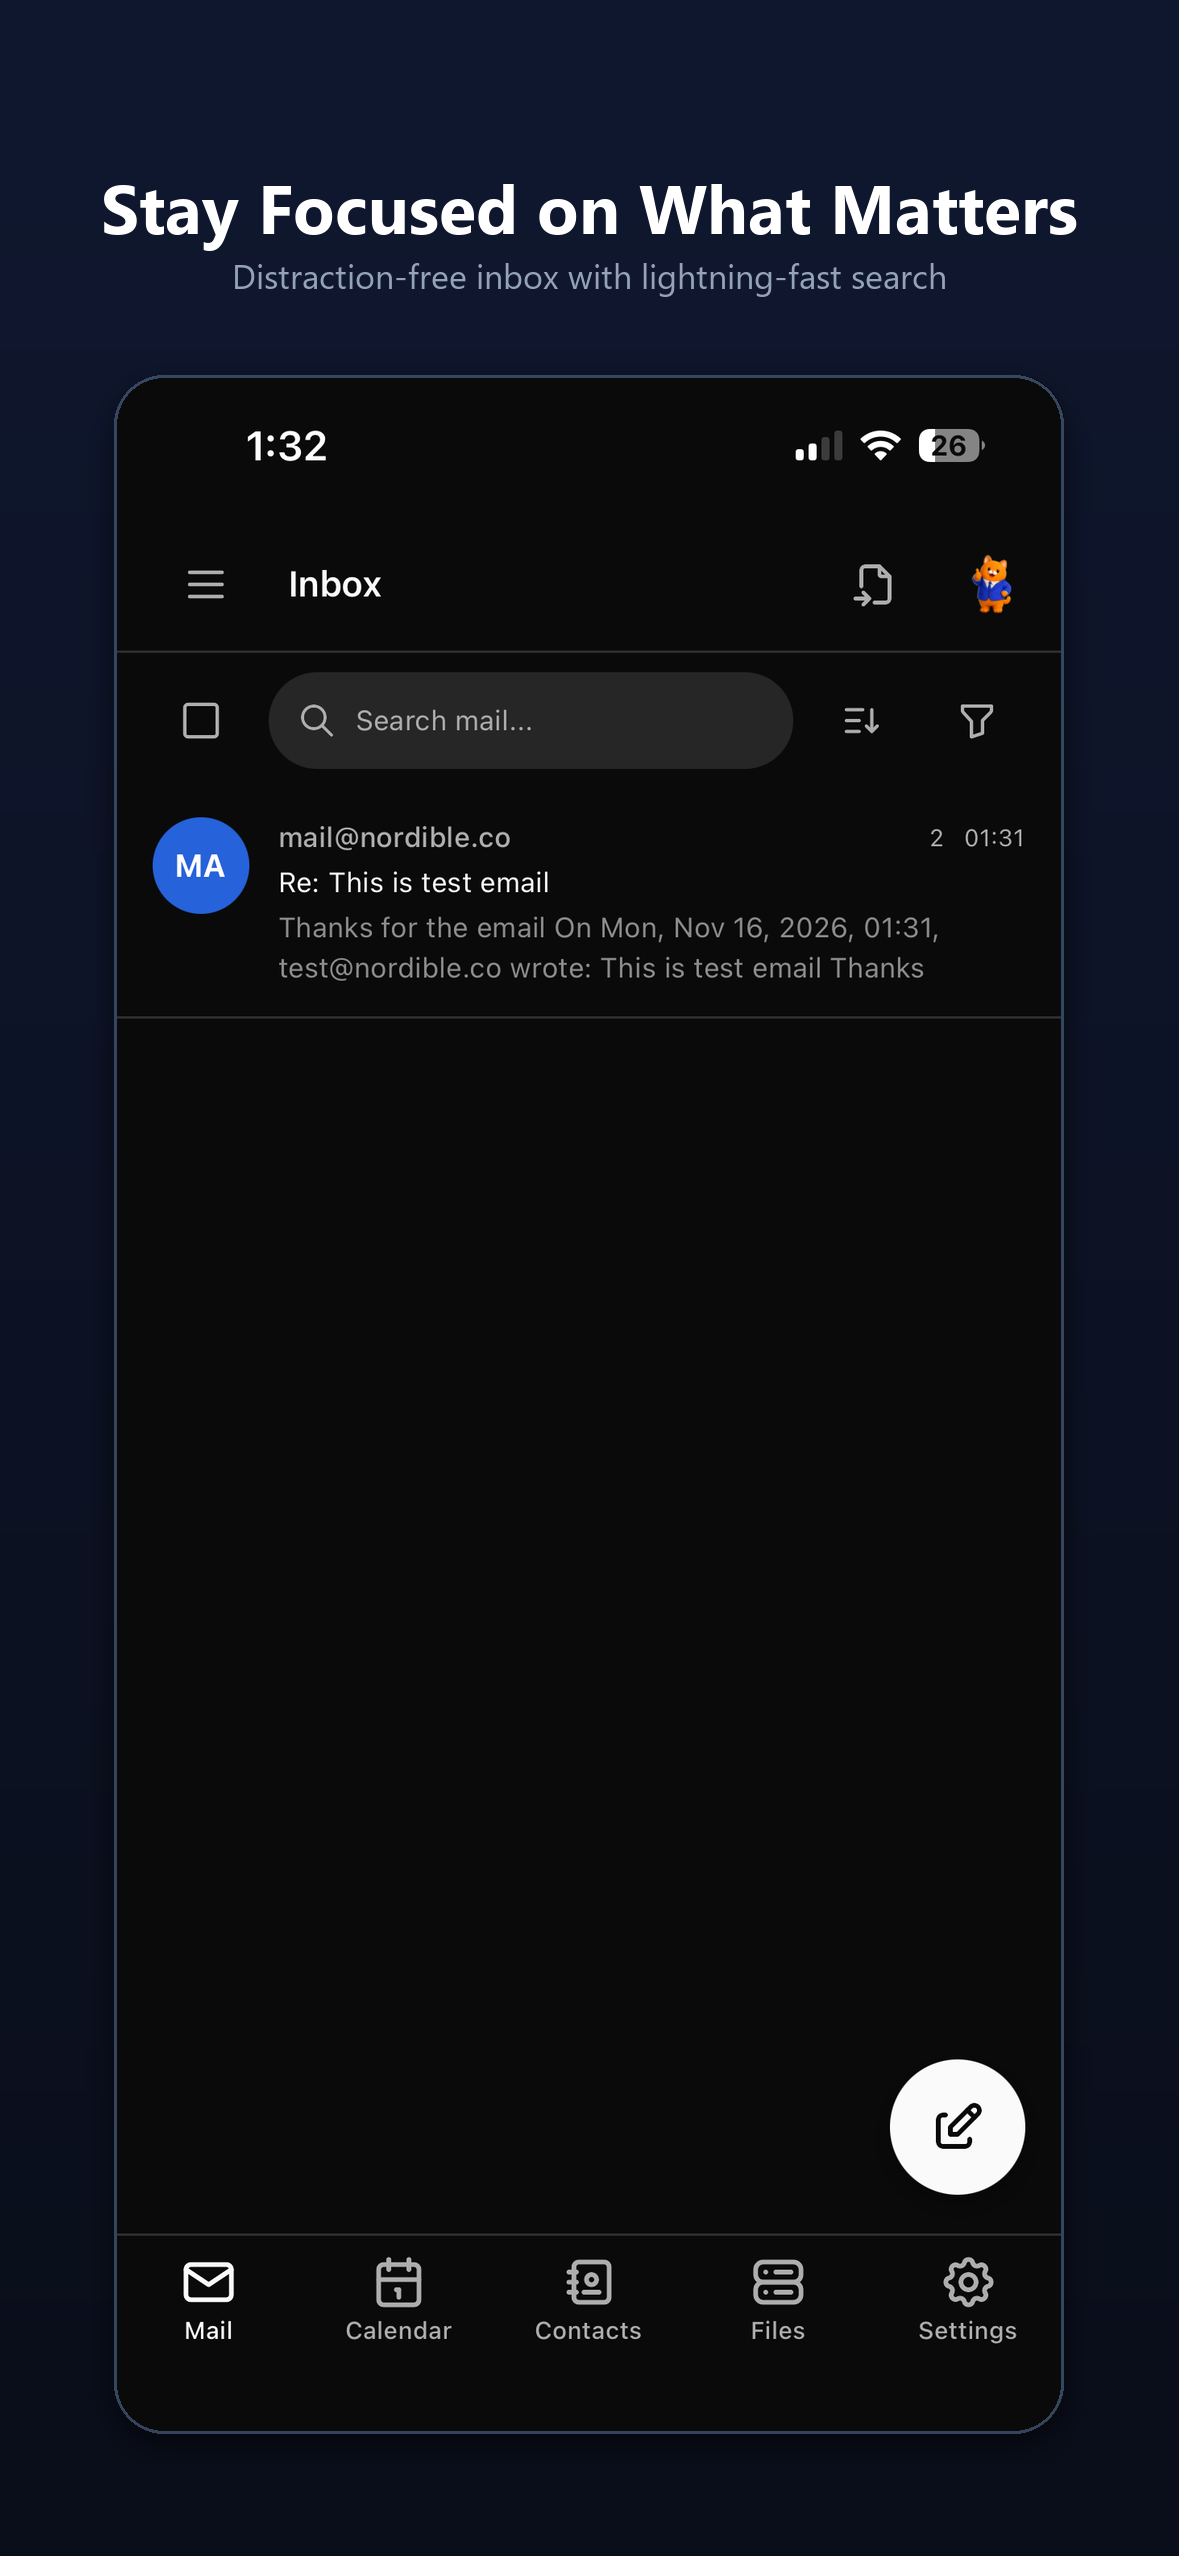 Stay Focused on What Matters
Distraction-free inbox with lightning-fast search
1:32
26
Inbox
Search mail...
MA
mail@nordible.co
2 01:31
Re: This is test email
Thanks for the email On Mon, Nov 16, 2026, 01:31,
test@nordible.co wrote: This is test email Thanks
Mail
Calendar
Contacts
Files
Settings